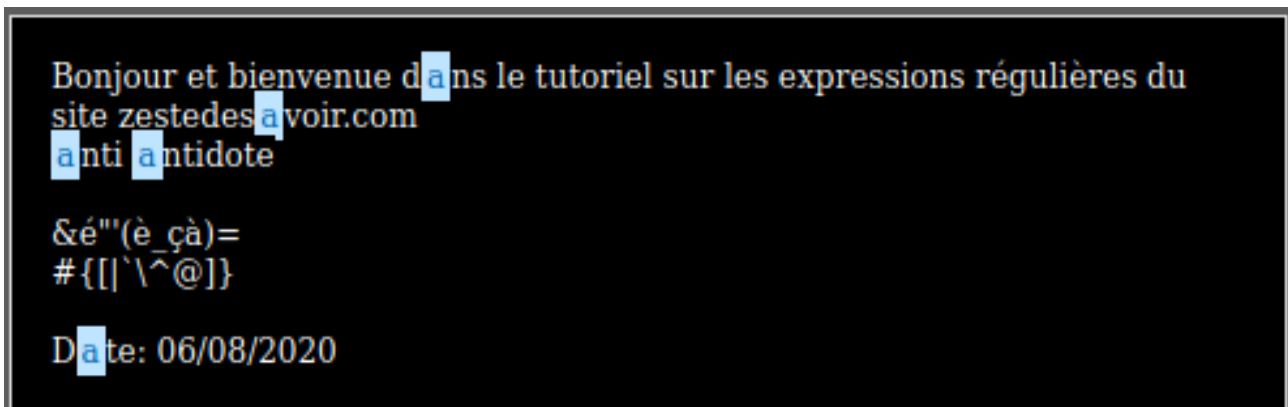 Bonjour et bienvenue dans le tutoriel sur les expressions régulières du
site zestedesavoir.com
anti antidote
&é"'(è_çà)=
#{[|`\^@]}
Date: 06/08/2020